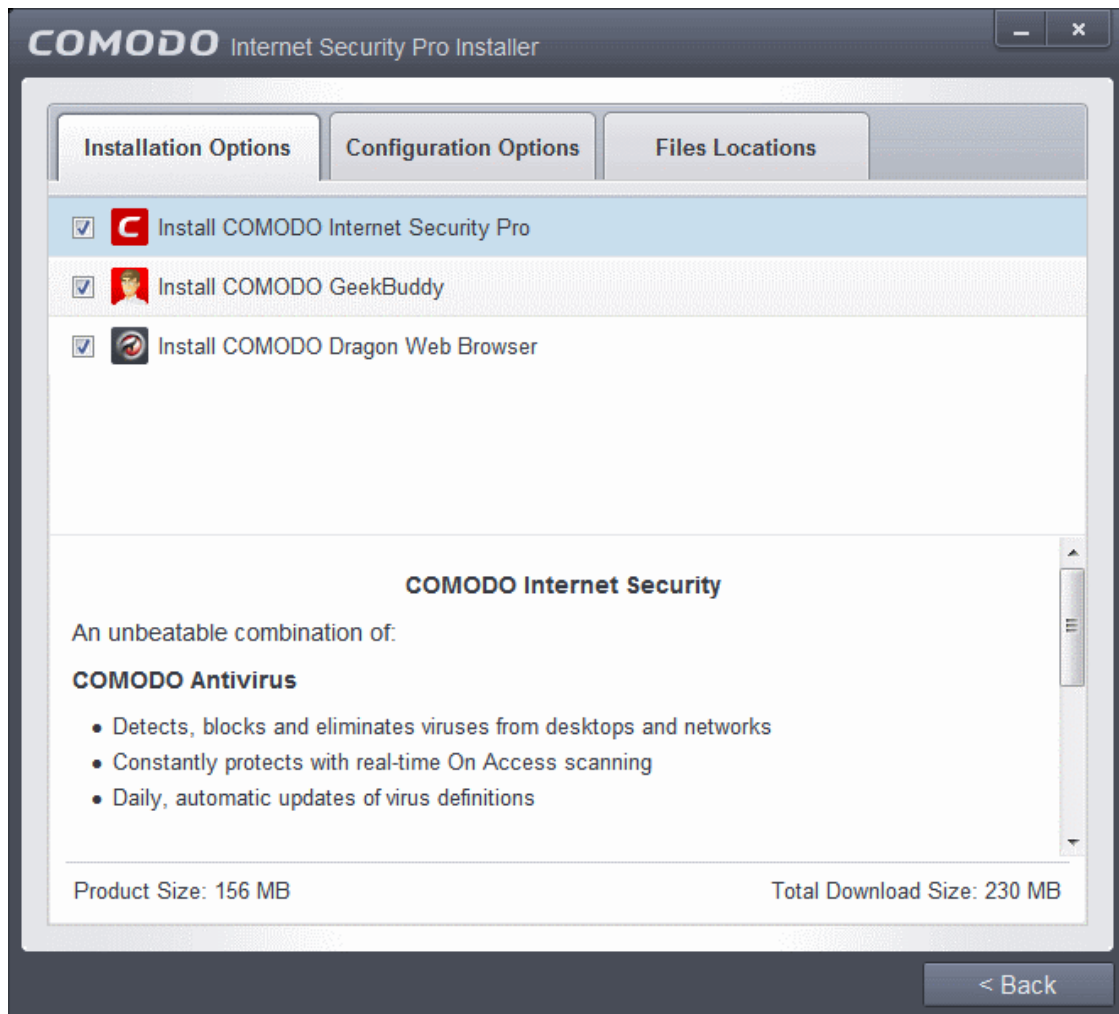 COMODO Internet Security Pro Installer
Installation Options
Configuration Options
Files Locations
Install COMODO Internet Security Pro
Install COMODO GeekBuddy
Install COMODO Dragon Web Browser
COMODO Internet Security
An unbeatable combination of:
COMODO Antivirus
• Detects, blocks and eliminates viruses from desktops and networks
• Constantly protects with real-time On Access scanning
• Daily, automatic updates of virus definitions
Product Size: 156 MB
Total Download Size: 230 MB
< Back